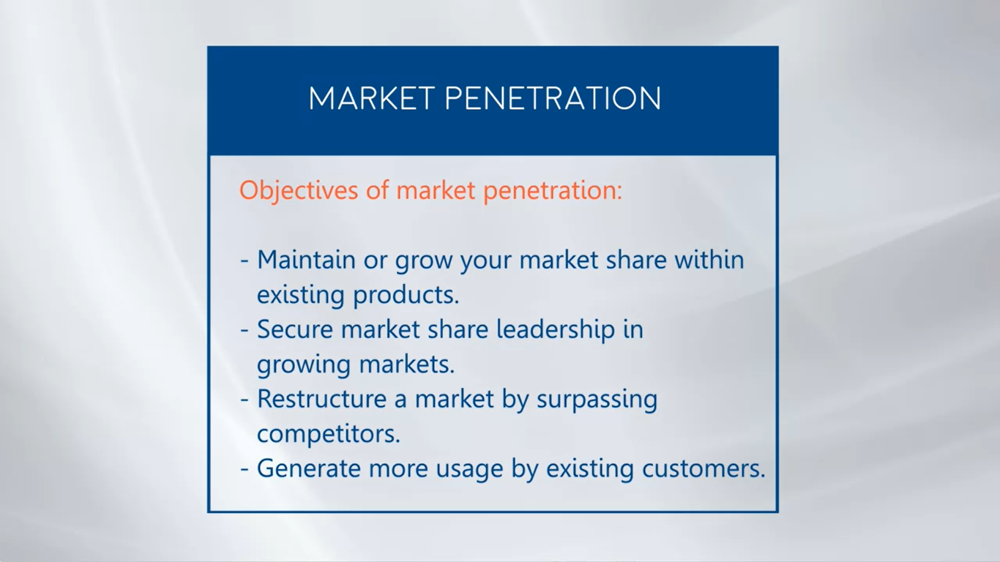 MARKET PENETRATION
Objectives of market penetration:
- Maintain or grow your market share within
existing products.
- Secure market share leadership in
growing markets.
- Restructure a market by surpassing
competitors.
- Generate more usage by existing customers.